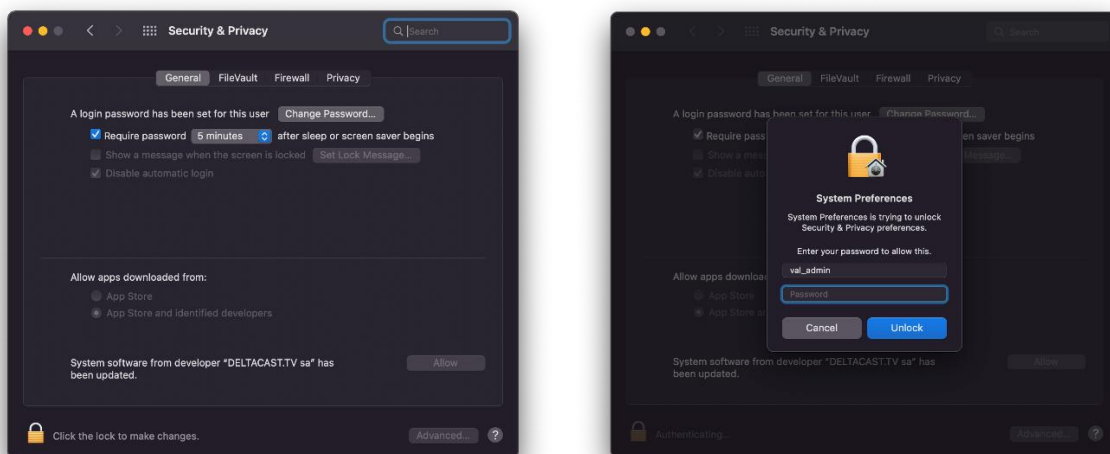 Security & Privacy
Search
General FileVault Firewall Privacy
A login password has been set for this user Change Password...
Require password 5 minutes after sleep or screen saver begins
Show a message when the screen is locked Set Lock Message...
Disable automatic login
Allow apps downloaded from:
App Store
App Store and identified developers
System software from developer “DELTACAST.TV sa” has
been updated.
Allow
Click the lock to make changes.
Advanced... ?
Security & Privacy
Search
General FileVault Firewall Privacy
A login password has been set for this user Change Password...
Require pass
en saver begins
Show a mess
Message...
Disable auto
System Preferences
System Preferences is trying to unlock
Security & Privacy preferences.
Enter your password to allow this.
val_admin
Password
Cancel Unlock
Allow apps downloa
App Store
App Store an
System software from developer “DELTACAST.TV sa” has
been updated.
Allow
Authenticating...
Advanced... ?